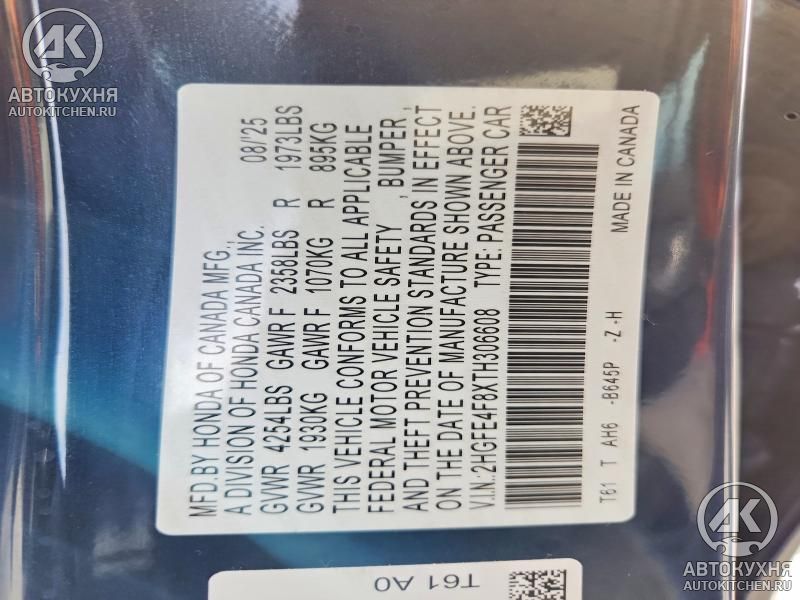 AK
АВТОКУХНЯ
AUTOKITCHEN.RU
MFD.BY HONDA OF CANADA MFG.,
A DIVISION OF HONDA CANADA INC. 08/25
GVWR 4254LBS GAWR F 2358LBS R 1973LBS
GVWR 1930KG GAWR F 1070KG R 895KG
THIS VEHICLE CONFORMS TO ALL APPLICABLE
FEDERAL MOTOR VEHICLE SAFETY , BUMPER ,
AND THEFT PREVENTION STANDARDS IN EFFECT
ON THE DATE OF MANUFACTURE SHOWN ABOVE.
V.I.N.:2HGFE4F8XTH306608 TYPE: PASSENGER CAR
T61 T AH6 -B645P -Z -H MADE IN CANADA
T61 A0
AK
АВТОКУХНЯ
AUTOKITCHEN.RU